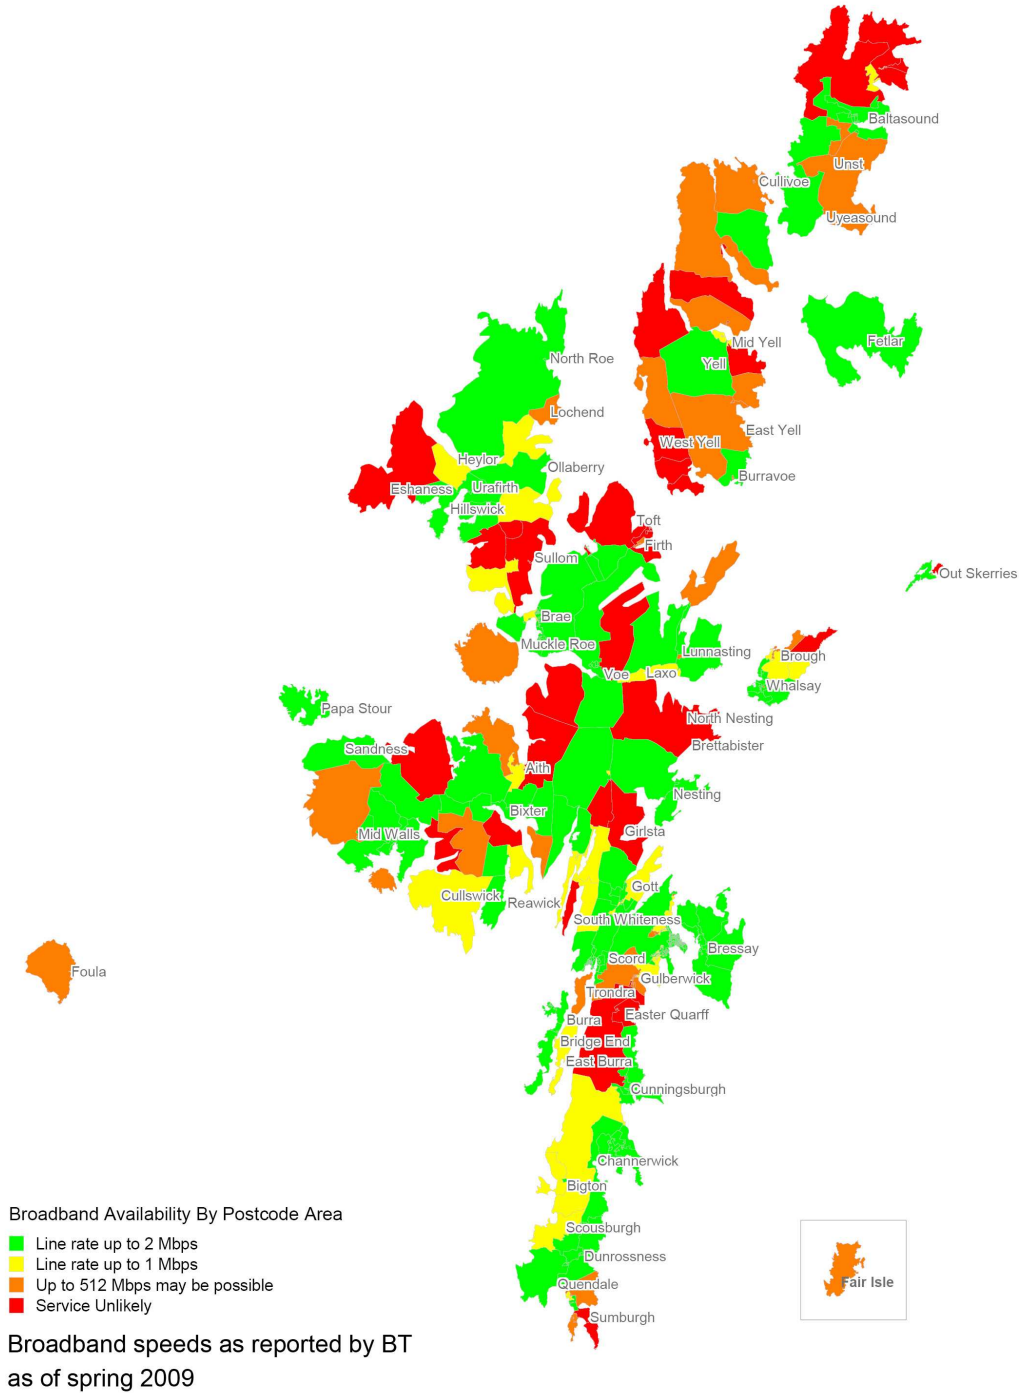 Baltasound
Unst
Cullivoe
Uyeasound
Fetlar
Mid Yell
Yell
North Roe
Lochend
East Yell
West Yell
Heylor
Ollaberry
Burravoe
Eshaness
Urafirth
Hillswick
Toft
Firth
Sullom
Out Skerries
Brae
Muckle Roe
Lunnasting
Brough
Voe
Laxo
Whalsay
Papa Stour
North Nesting
Sandness
Brettabister
Aith
Nesting
Bixter
Mid Walls
Girlsta
Gott
Cullswick
Reawick
South Whiteness
Bressay
Scord
Foula
Gulberwick
Trondra
Easter Quarff
Burra
Bridge End
East Burra
Cunningsburgh
Channerwick
Bigton
Scousburgh
Dunrossness
Quendale
Fair Isle
Sumburgh
Broadband Availability By Postcode Area
Line rate up to 2 Mbps
Line rate up to 1 Mbps
Up to 512 Mbps may be possible
Service Unlikely
Broadband speeds as reported by BT
as of spring 2009